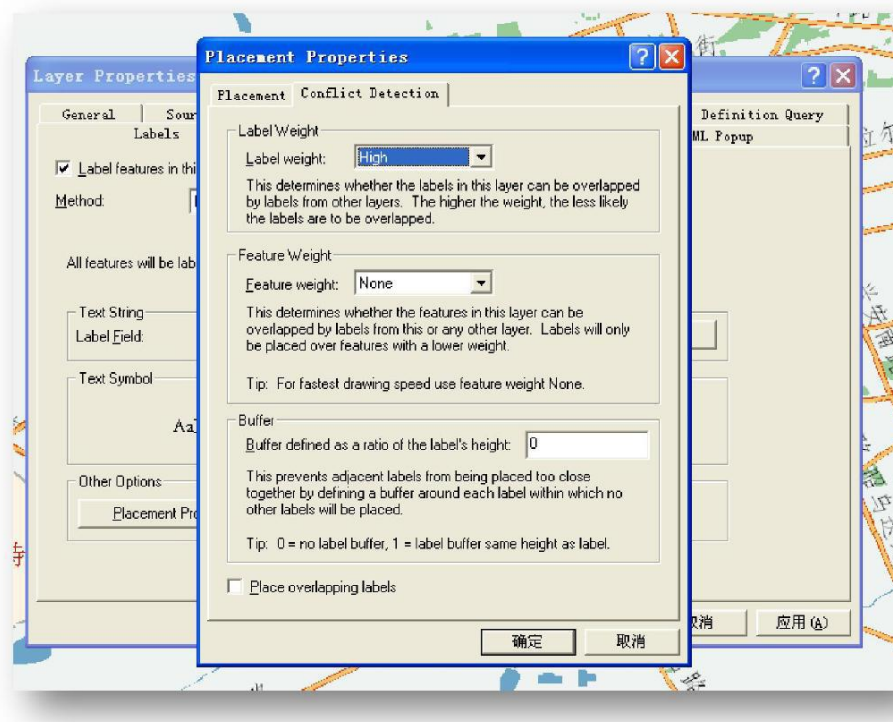 街
Placement Properties
Layer Properties
Placement
Conflict Detection
General
Sour
Definition Query
Labels
ML Popup
Label Weight
Label features in thi
Label weight:
High
This determines whether the labels in this layer can be overlapped
by labels from other layers. The higher the weight, the less likely
the labels are to be overlapped.
Method:
All features will be lab
Feature Weight
Feature weight:
None
This determines whether the features in this layer can be
overlapped by labels from this or any other layer. Labels will only
be placed over features with a lower weight.
Tip: For fastest drawing speed use feature weight None.
Text String
Label Field:
Text Symbol
Buffer
Buffer defined as a ratio of the label's height:
0
This prevents adjacent labels from being placed too close
together by defining a buffer around each label within which no
other labels will be placed.
Tip: 0 = no label buffer, 1 = label buffer same height as label.
Other Options
Placement Pro
寺
Place overlapping labels
确定
取消
取消
应用(A)